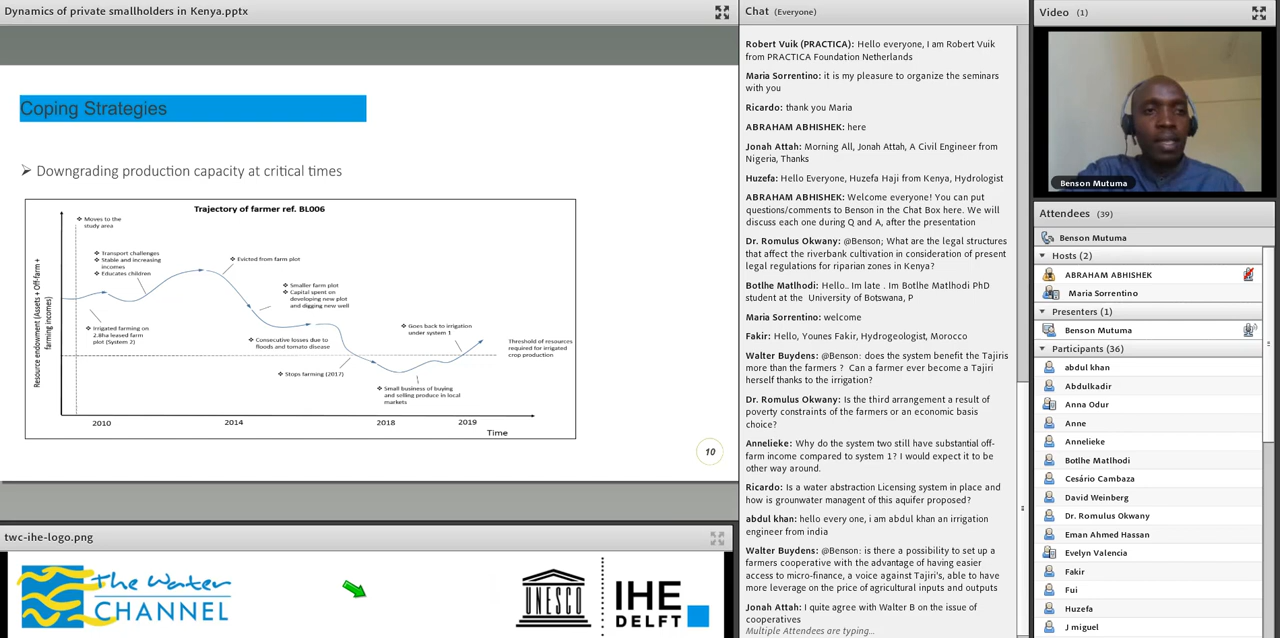 Dynamics of private smallholders in Kenya.pptx
Coping Strategies
Downgrading production capacity at critical times
Trajectory of farmer ref. BL006
Resource endowment (Assets + Off-farm +
farming incomes)
Moves to the
study area
Transport challenges
Stable and increasing
incomes
Educates children
Evicted from farm plot
Smaller farm plot
Capital spent on
developing new plot
and digging new well
Irrigated farming on
2.8ha leased farm
plot (System 2)
Consecutive losses due to
floods and tomato disease
Goes back to irrigation
under system 1
Threshold of resources
required for irrigated
crop production
Stops farming (2017)
Small business of buying
and selling produce in local
markets
2010
2014
2018
2019
Time
10
twc-ihe-logo.png
The Water
CHANNEL
UNESCO
IHE
DELFT
Chat (Everyone)
Robert Vuik (PRACTICA): Hello everyone, I am Robert Vuik
from PRACTICA Foundation Netherlands
Maria Sorrentino: it is my pleasure to organize the seminars
with you
Ricardo: thank you Maria
ABRAHAM ABHISHEK: here
Jonah Attah: Morning All, Jonah Attah, A Civil Engineer from
Nigeria, Thanks
Huzefa: Hello Everyone, Huzefa Haji from Kenya, Hydrologist
ABRAHAM ABHISHEK: Welcome everyone! You can put
questions/comments to Benson in the Chat Box here. We will
discuss each one during Q and A, after the presentation
Dr. Romulus Okwany: @Benson; What are the legal structures
that affect the riverbank cultivation in consideration of present
legal regulations for riparian zones in Kenya?
Botlhe Matlhodi: Hello.. Im late . Im Botlhe Matlhodi PhD
student at the University of Botswana, P
Maria Sorrentino: welcome
Fakir: Hello, Younes Fakir, Hydrogeologist, Morocco
Walter Buydens: @Benson: does the system benefit the Tajiris
more than the farmers ? Can a farmer ever become a Tajiri
herself thanks to the irrigation?
Dr. Romulus Okwany: Is the third arrangement a result of
poverty constraints of the farmers or an economic basis
choice?
Annelieke: Why do the system two still have substantial off-
farm income compared to system 1? I would expect it to be
other way around.
Ricardo: Is a water abstraction Licensing system in place and
how is grounwater managent of this aquifer proposed?
abdul khan: hello every one, i am abdul khan an irrigation
engineer from india
Walter Buydens: @Benson: is there a possibility to set up a
farmers cooperative with the advantage of having easier
access to micro-finance, a voice against Tajiri's, able to have
more leverage on the price of agricultural inputs and outputs
Jonah Attah: I quite agree with Walter B on the issue of
cooperatives
Multiple Attendees are typing...
Video (1)
Benson Mutuma
Attendees (39)
Benson Mutuma
Hosts (2)
ABRAHAM ABHISHEK
Maria Sorrentino
Presenters (1)
Benson Mutuma
Participants (36)
abdul khan
Abdulkadir
Anna Odur
Anne
Annelieke
Botlhe Matlhodi
Cesário Cambaza
David Weinberg
Dr. Romulus Okwany
Eman Ahmed Hassan
Evelyn Valencia
Fakir
Fui
Huzefa
J miguel